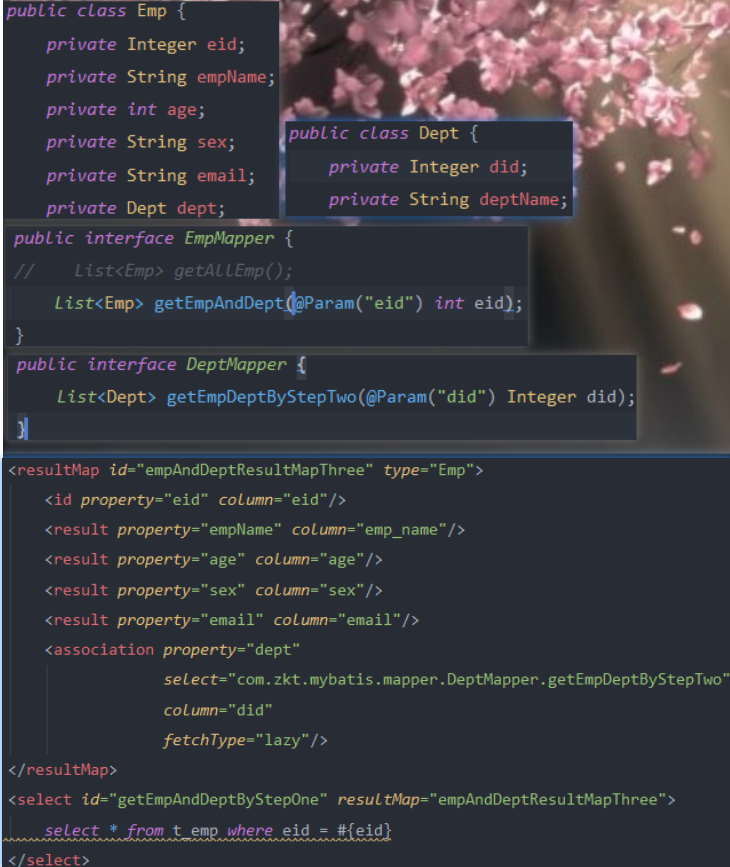 public class Emp {
private Integer eid;
private String empName;
private int age;
private String sex;
private String email;
private Dept dept;
public class Dept {
private Integer did;
private String deptName;
public interface EmpMapper {
//    List<Emp> getAllEmp();
List<Emp> getEmpAndDept(@Param("eid") int eid);
}
public interface DeptMapper {
List<Dept> getEmpDeptByStepTwo(@Param("did") Integer did);
}
<resultMap id="empAndDeptResultMapThree" type="Emp">
<id property="eid" column="eid"/>
<result property="empName" column="emp_name"/>
<result property="age" column="age"/>
<result property="sex" column="sex"/>
<result property="email" column="email"/>
<association property="dept"
select="com.zkt.mybatis.mapper.DeptMapper.getEmpDeptByStepTwo"
column="did"
fetchType="lazy"/>
</resultMap>
<select id="getEmpAndDeptByStepOne" resultMap="empAndDeptResultMapThree">
select * from t_emp where eid = #{eid}
</select>